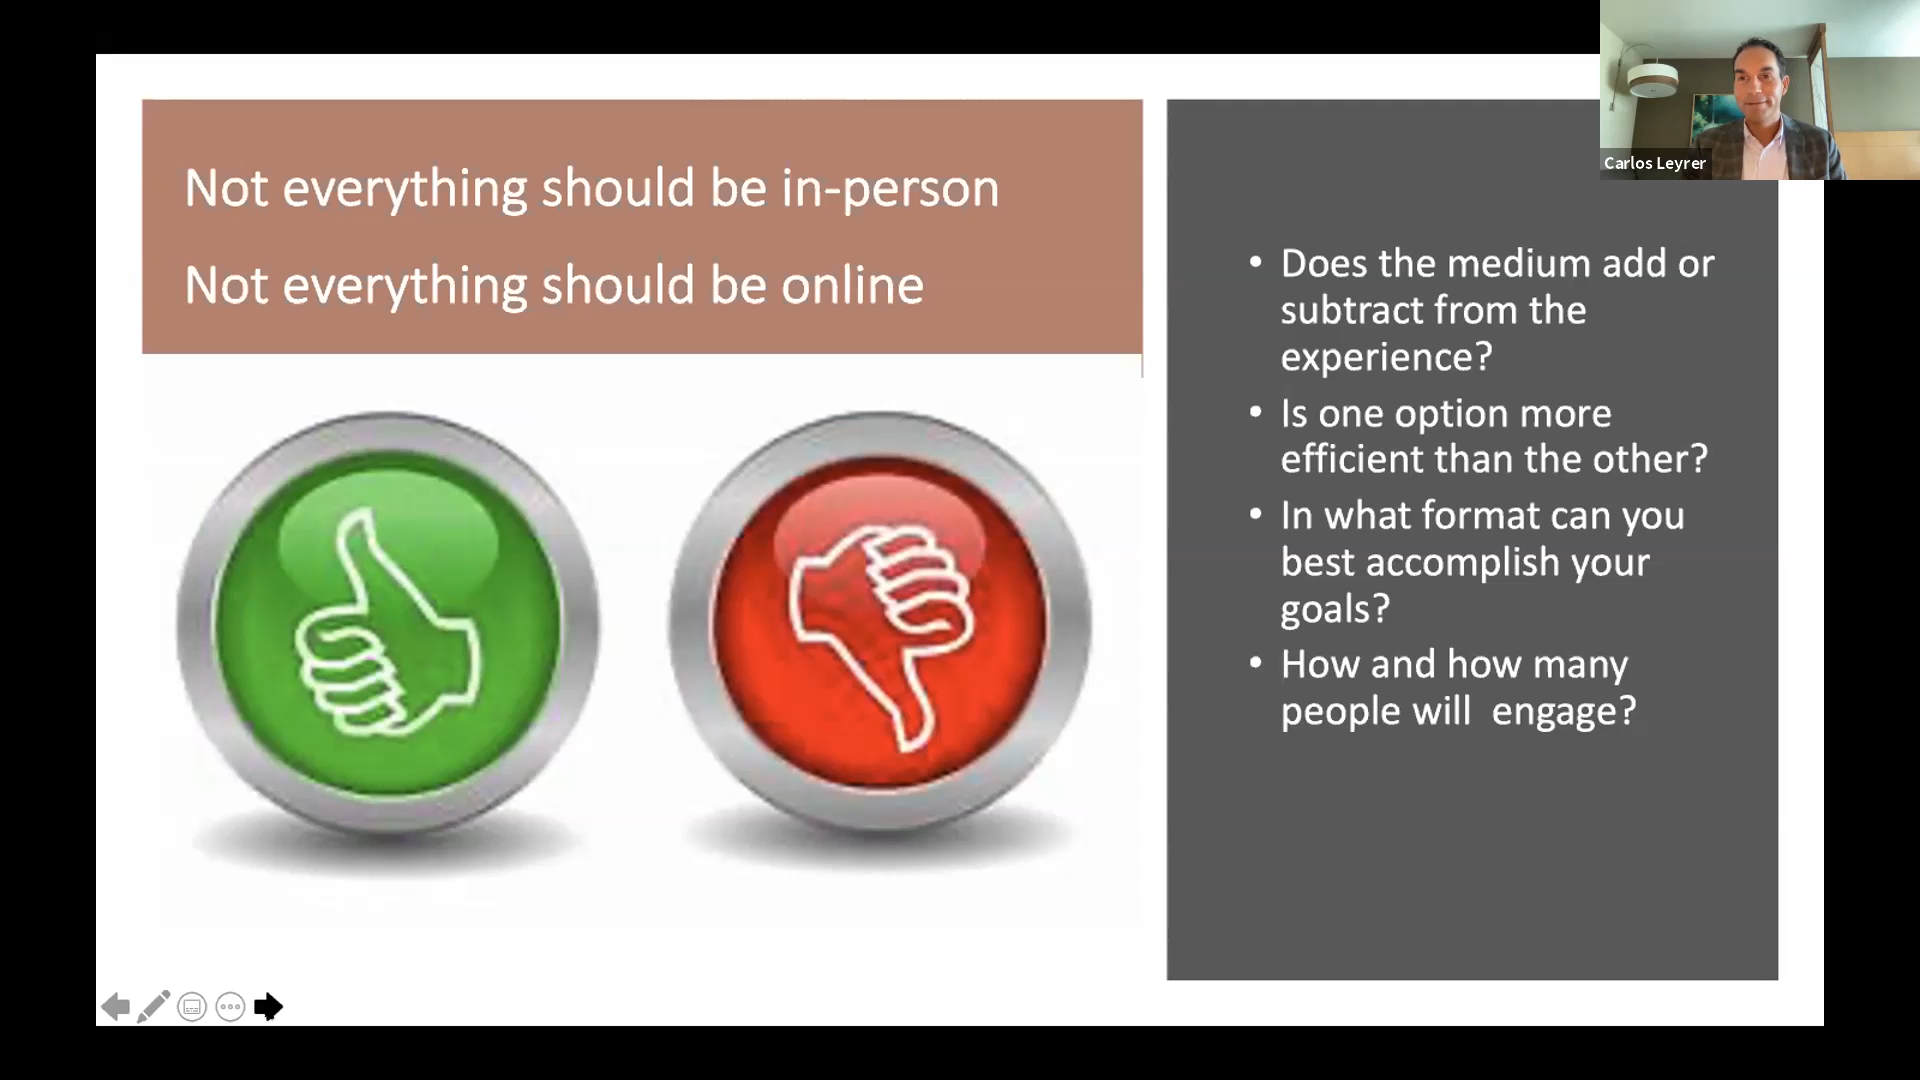 Not everything should be in-person
Not everything should be online
Carlos Leyrer
• Does the medium add or
subtract from the
experience?
• Is one option more
efficient than the other?
• In what format can you
best accomplish your
goals?
• How and how many
people will  engage?